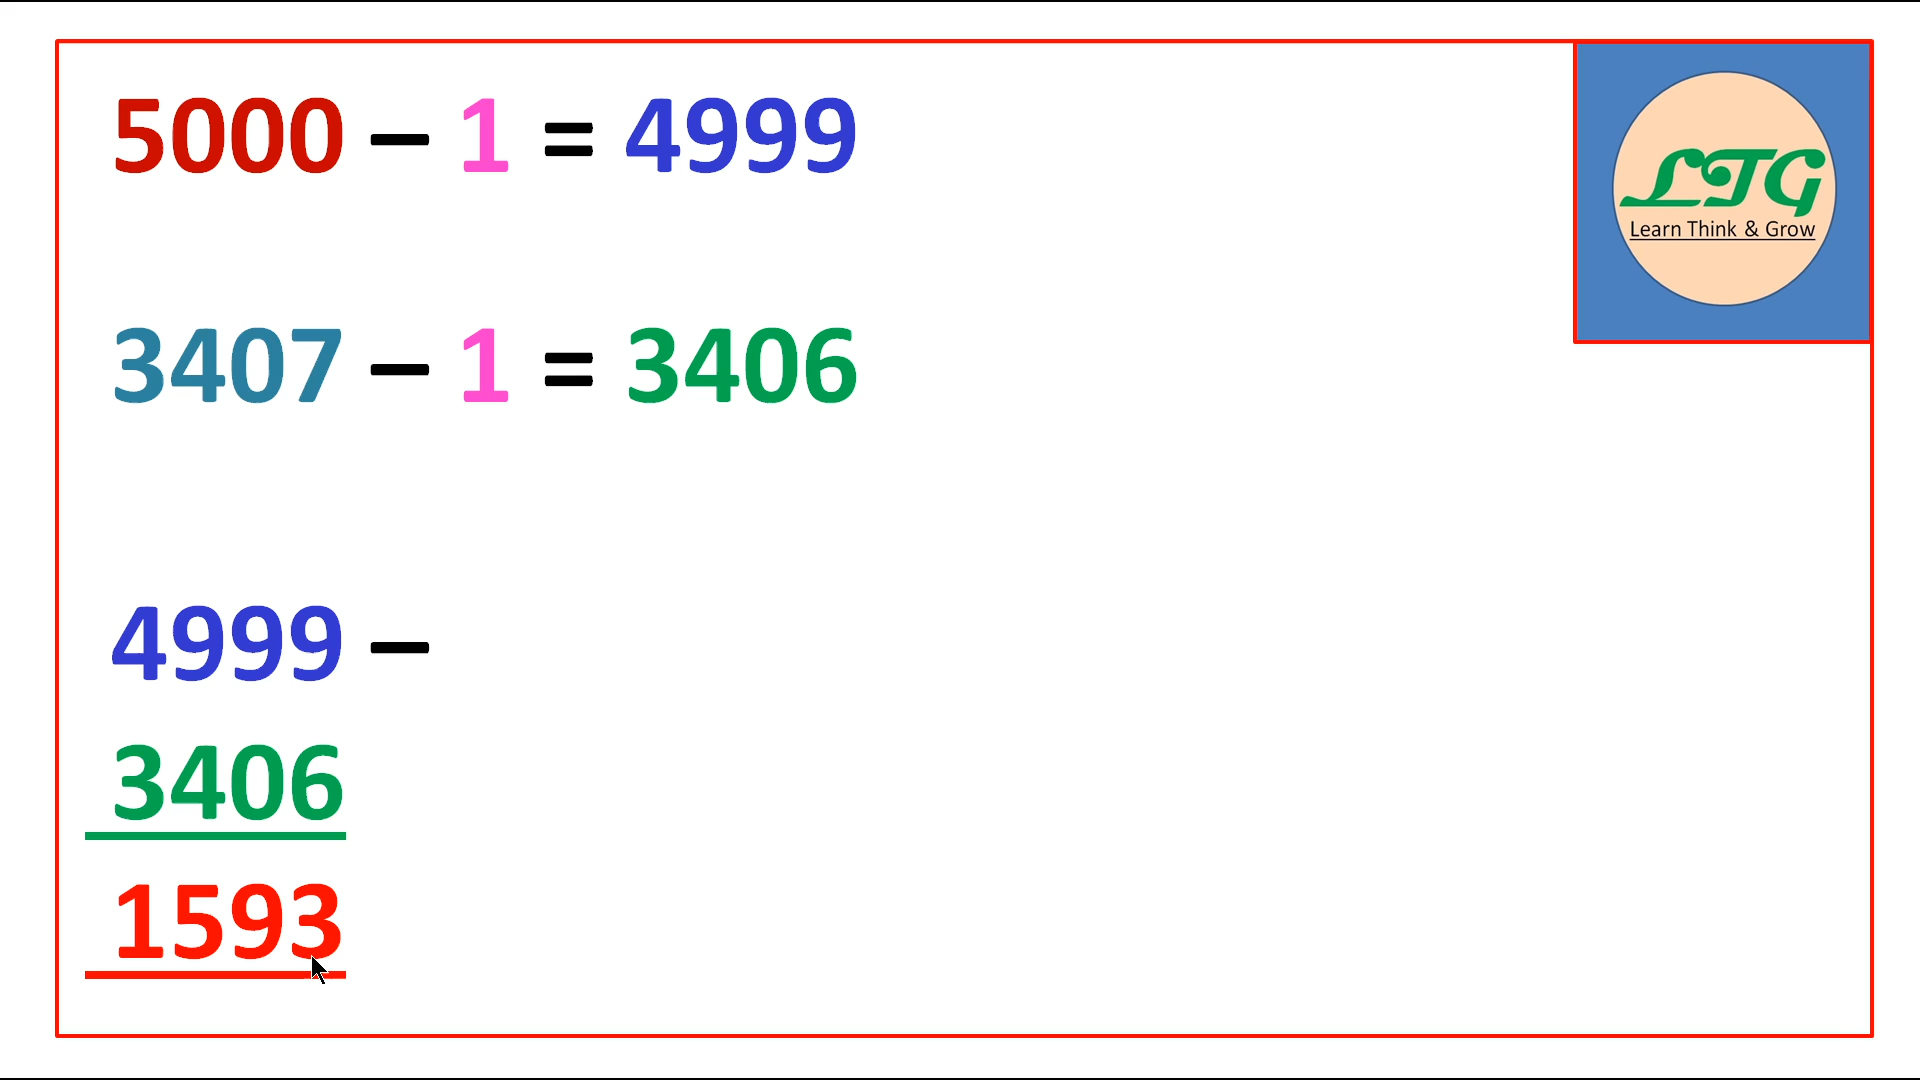 5000 – 1 = 4999
LTG
Learn Think & Grow
3407 – 1 = 3406
4999 –
3406
1593